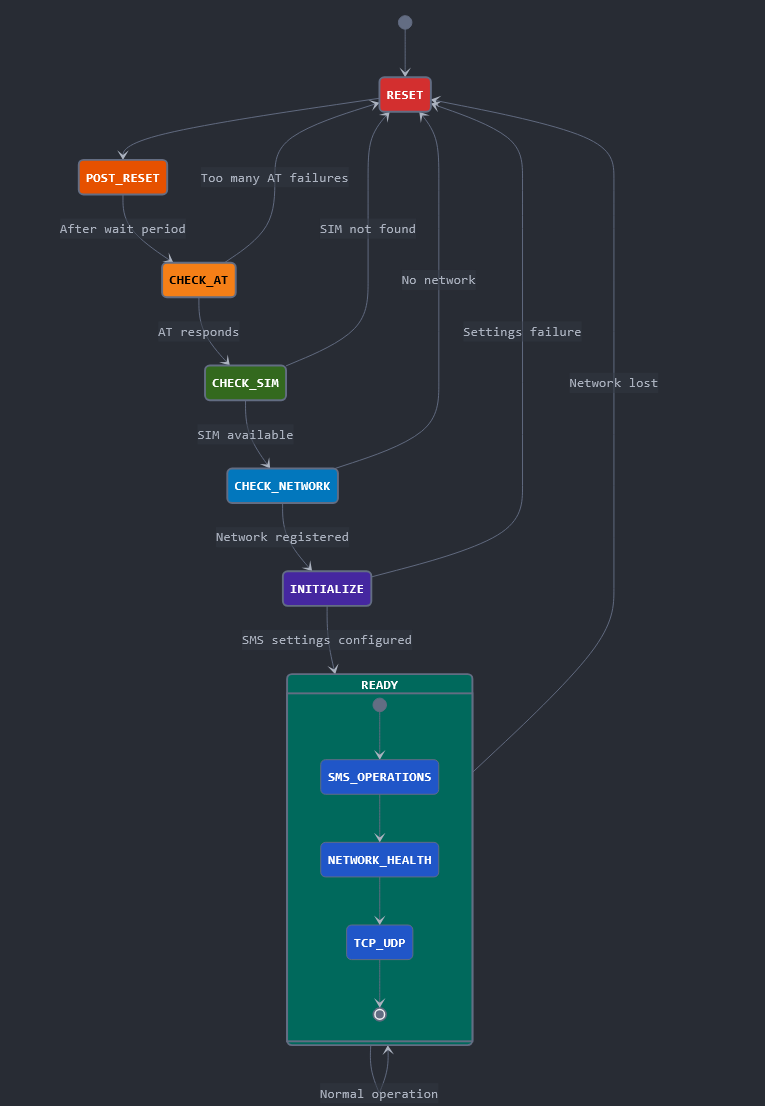 RESET
POST_RESET
Too many AT failures
After wait period
SIM not found
CHECK_AT
No network
AT responds
Settings failure
CHECK_SIM
Network lost
SIM available
CHECK_NETWORK
Network registered
INITIALIZE
SMS settings configured
READY
SMS_OPERATIONS
NETWORK_HEALTH
TCP_UDP
Normal operation